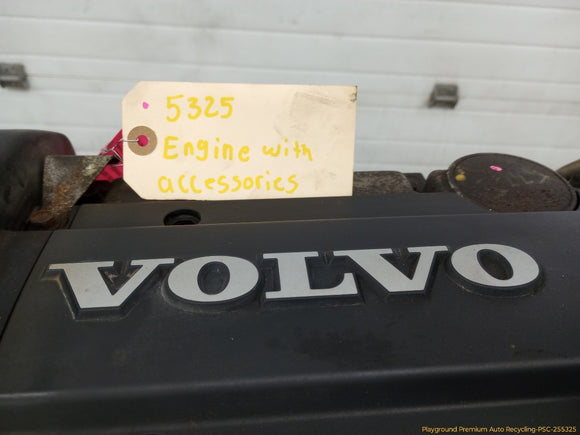 5325
Engine with
accessories
VOLVO
Playground Premium Auto Recycling-PSC-255325